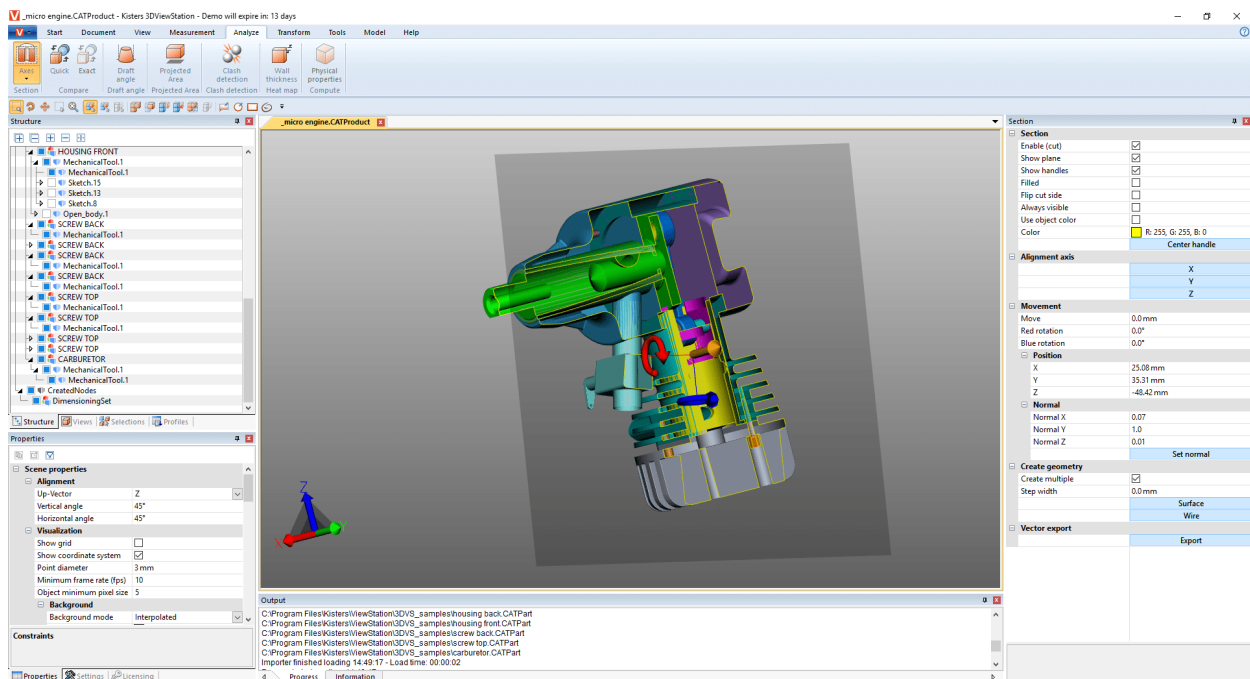 _micro engine.CATProduct - Kisters 3DViewStation - Demo will expire in: 13 days
V Start Document View Measurement Analyze Transform Tools Model Help
Axes Quick Exact Draft angle Projected Area Clash detection Wall thickness Physical properties
Section Compare Draft angle Projected Area Clash detection Heat map Compute
Structure
HOUSING FRONT
MechanicalTool.1
MechanicalTool.1
Sketch.15
Sketch.13
Sketch.8
Open_body.1
SCREW BACK
MechanicalTool.1
SCREW BACK
SCREW BACK
MechanicalTool.1
SCREW BACK
MechanicalTool.1
SCREW TOP
MechanicalTool.1
SCREW TOP
MechanicalTool.1
SCREW TOP
SCREW TOP
CARBURETOR
MechanicalTool.1
MechanicalTool.1
CreatedNodes
DimensioningSet
Structure Views Selections Profiles
Properties
Scene properties
Alignment
Up-Vector Z
Vertical angle 45°
Horizontal angle 45°
Visualization
Show grid
Show coordinate system
Point diameter 3 mm
Minimum frame rate (fps) 10
Object minimum pixel size 5
Background
Background mode Interpolated
Constraints
Properties Settings Licensing
_micro engine.CATProduct
Z
X
Output
C:\Program Files\Kisters\ViewStation\3DVS_samples\housing back.CATPart
C:\Program Files\Kisters\ViewStation\3DVS_samples\housing front.CATPart
C:\Program Files\Kisters\ViewStation\3DVS_samples\screw back.CATPart
C:\Program Files\Kisters\ViewStation\3DVS_samples\screw top.CATPart
C:\Program Files\Kisters\ViewStation\3DVS_samples\carburetor.CATPart
Importer finished loading 14:49:17 - Load time: 00:00:02
Progress Information
Section
Section
Enable (cut)
Show plane
Show handles
Filled
Flip cut side
Always visible
Use object color
Color R: 255, G: 255, B: 0
Center handle
Alignment axis
X
Y
Z
Movement
Move 0.0 mm
Red rotation 0.0°
Blue rotation 0.0°
Position
X 25.08 mm
Y 35.31 mm
Z -48.42 mm
Normal
Normal X 0.07
Normal Y 1.0
Normal Z 0.01
Set normal
Create geometry
Create multiple
Step width 0.0 mm
Surface
Wire
Vector export
Export